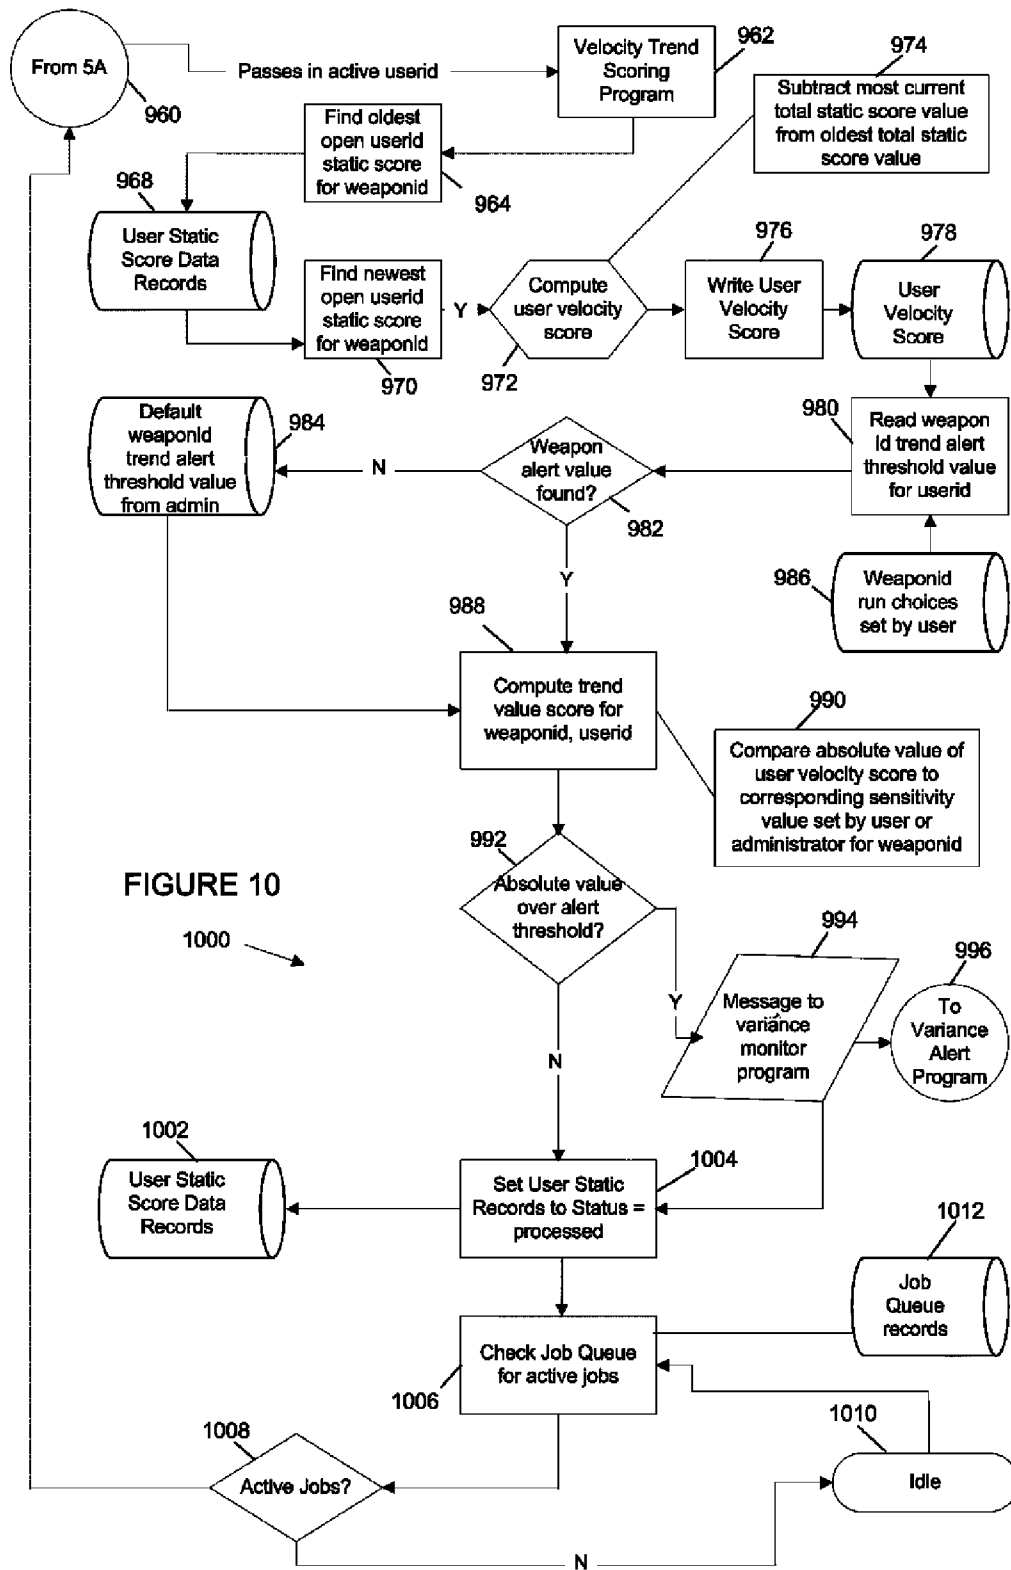 From 5A
960
Passes in active userid
Velocity Trend
Scoring
Program
962
974
Subtract most current
total static score value
from oldest total static
score value
Find oldest
open userid
static score
for weaponid
964
968
User Static
Score Data
Records
Find newest
open userid
static score
for weaponid
970
Y
Compute
user velocity
score
972
976
Write User
Velocity
Score
978
User
Velocity
Score
Default
weaponid
trend alert
threshold value
from admin
984
N
Weapon
alert value
found?
982
980
Read weapon
id trend alert
threshold value
for userid
Y
986
Weaponid
run choices
set by user
988
Compute trend
value score for
weaponid, userid
990
Compare absolute value of
user velocity score to
corresponding sensitivity
value set by user or
administrator for weaponid
992
Absolute value
over alert
threshold?
FIGURE 10
1000
994
Y
Message to
variance
monitor
program
996
To
Variance
Alert
Program
N
1002
User Static
Score Data
Records
1004
Set User Static
Records to Status =
processed
1012
Job
Queue
records
Check Job Queue
for active jobs
1006
1008
Active Jobs?
1010
Idle
N